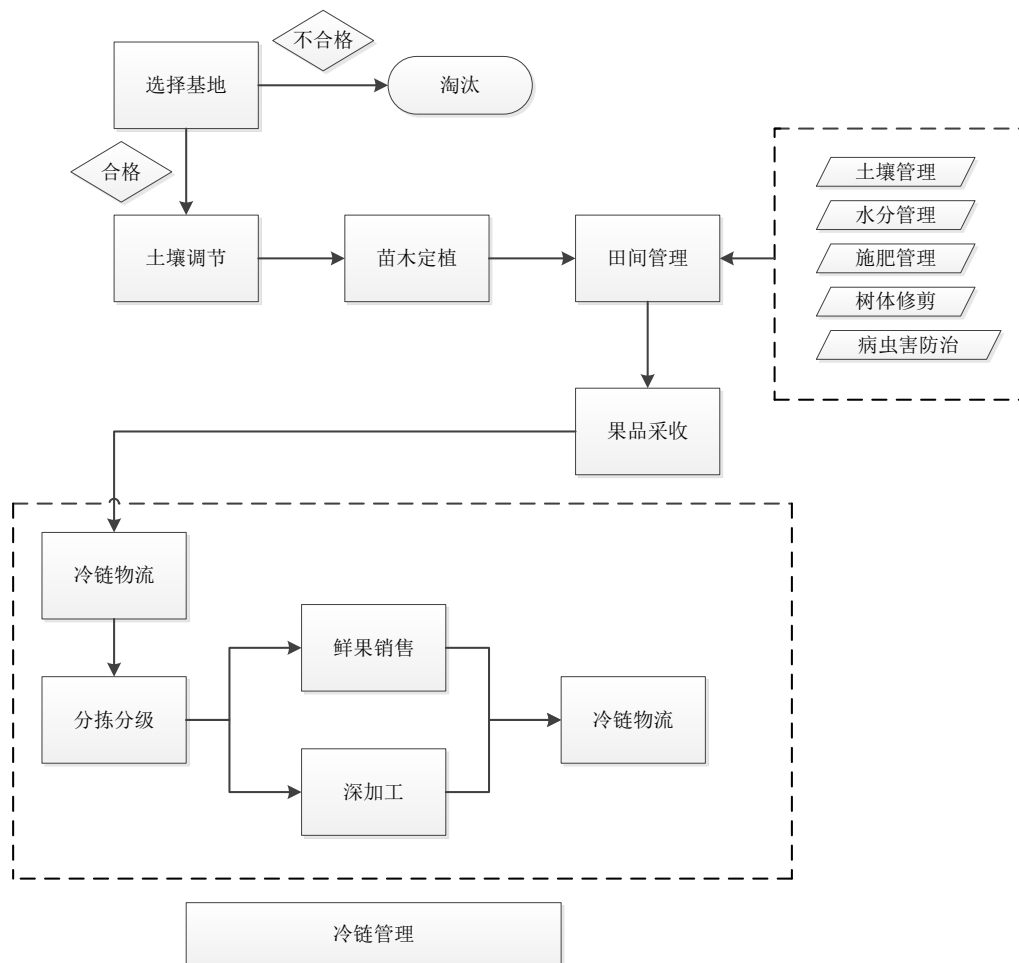 不合格
选择基地
淘汰
合格
土壤管理
水分管理
施肥管理
树体修剪
病虫害防治
土壤调节
苗木定植
田间管理
果品采收
冷链物流
分拣分级
鲜果销售
深加工
冷链物流
冷链管理